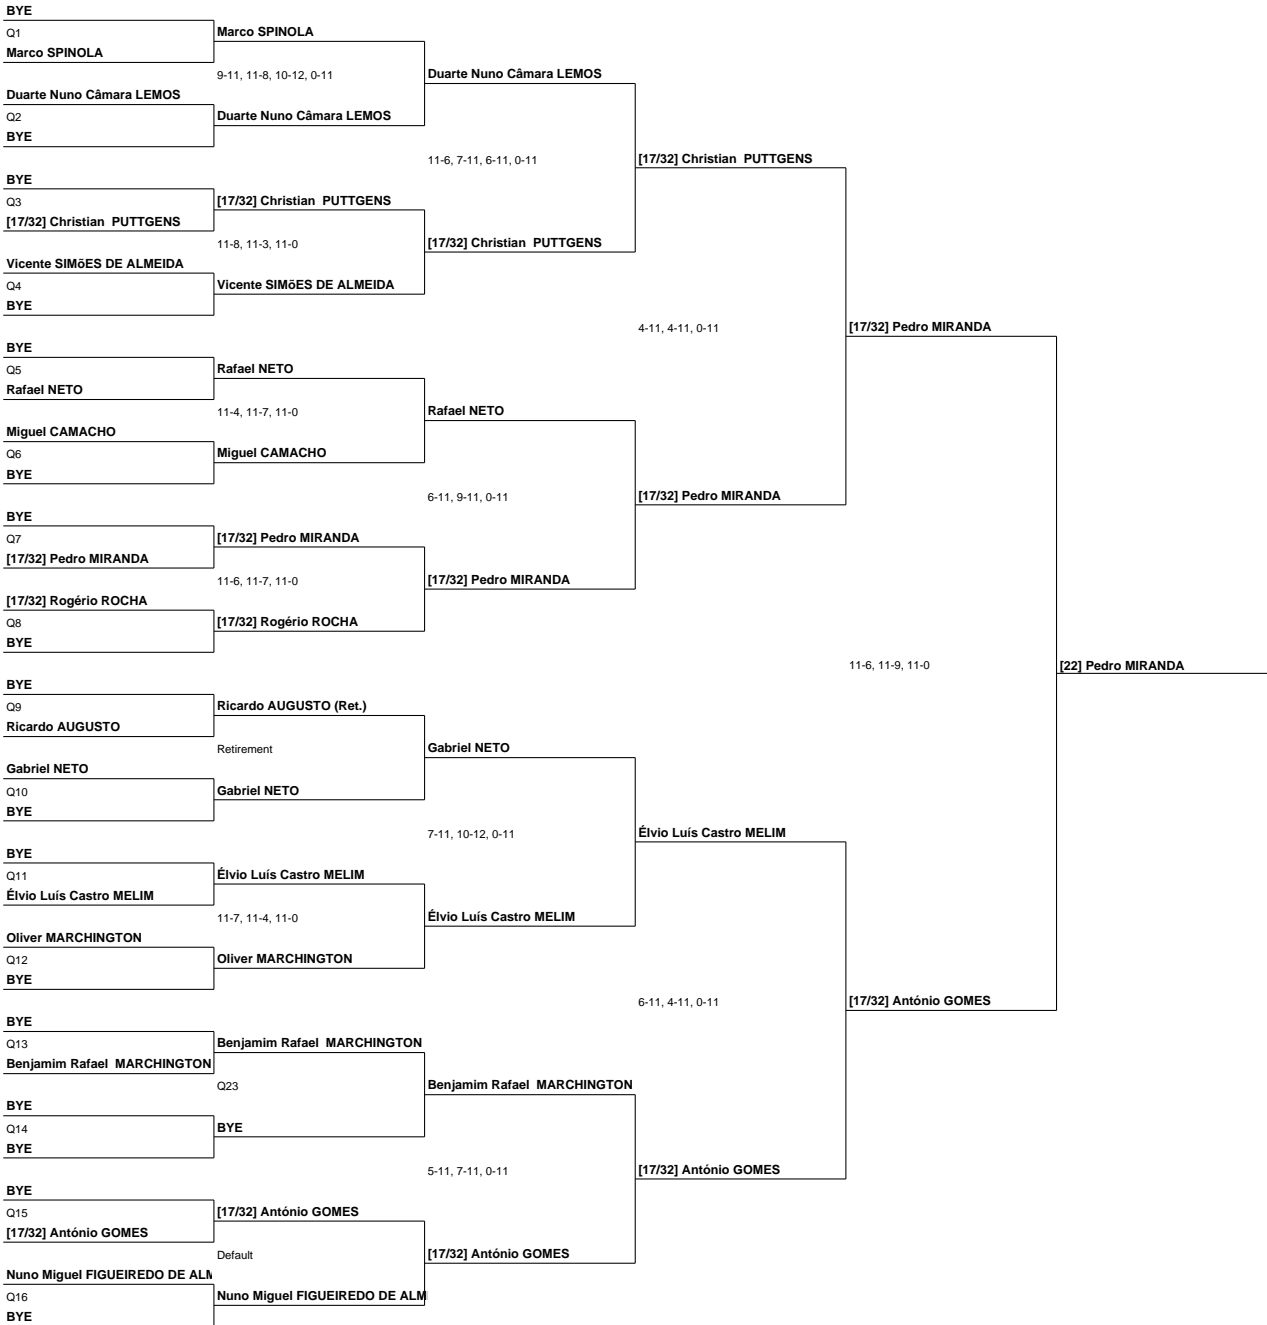 BYE
Q1
Marco SPINOLA
Marco SPINOLA
9-11, 11-8, 10-12, 0-11
Duarte Nuno Câmara LEMOS
Duarte Nuno Câmara LEMOS
Q2
Duarte Nuno Câmara LEMOS
BYE
11-6, 7-11, 6-11, 0-11
[17/32] Christian PUTTGENS
BYE
Q3
[17/32] Christian PUTTGENS
[17/32] Christian PUTTGENS
11-8, 11-3, 11-0
[17/32] Christian PUTTGENS
Vicente SIMõES DE ALMEIDA
Q4
Vicente SIMõES DE ALMEIDA
BYE
4-11, 4-11, 0-11
[17/32] Pedro MIRANDA
BYE
Q5
Rafael NETO
Rafael NETO
11-4, 11-7, 11-0
Rafael NETO
Miguel CAMACHO
Q6
Miguel CAMACHO
BYE
6-11, 9-11, 0-11
[17/32] Pedro MIRANDA
BYE
Q7
[17/32] Pedro MIRANDA
[17/32] Pedro MIRANDA
11-6, 11-7, 11-0
[17/32] Pedro MIRANDA
[17/32] Rogério ROCHA
Q8
[17/32] Rogério ROCHA
BYE
11-6, 11-9, 11-0
[22] Pedro MIRANDA
BYE
Q9
Ricardo AUGUSTO (Ret.)
Ricardo AUGUSTO
Retirement
Gabriel NETO
Gabriel NETO
Q10
Gabriel NETO
BYE
7-11, 10-12, 0-11
Élvio Luís Castro MELIM
BYE
Q11
Élvio Luís Castro MELIM
Élvio Luís Castro MELIM
11-7, 11-4, 11-0
Élvio Luís Castro MELIM
Oliver MARCHINGTON
Q12
Oliver MARCHINGTON
BYE
6-11, 4-11, 0-11
[17/32] António GOMES
BYE
Q13
Benjamim Rafael MARCHINGTON
Benjamim Rafael MARCHINGTON
Q23
Benjamim Rafael MARCHINGTON
BYE
Q14
BYE
BYE
5-11, 7-11, 0-11
[17/32] António GOMES
BYE
Q15
[17/32] António GOMES
[17/32] António GOMES
Default
[17/32] António GOMES
Nuno Miguel FIGUEIREDO DE ALM
Q16
Nuno Miguel FIGUEIREDO DE ALM
BYE